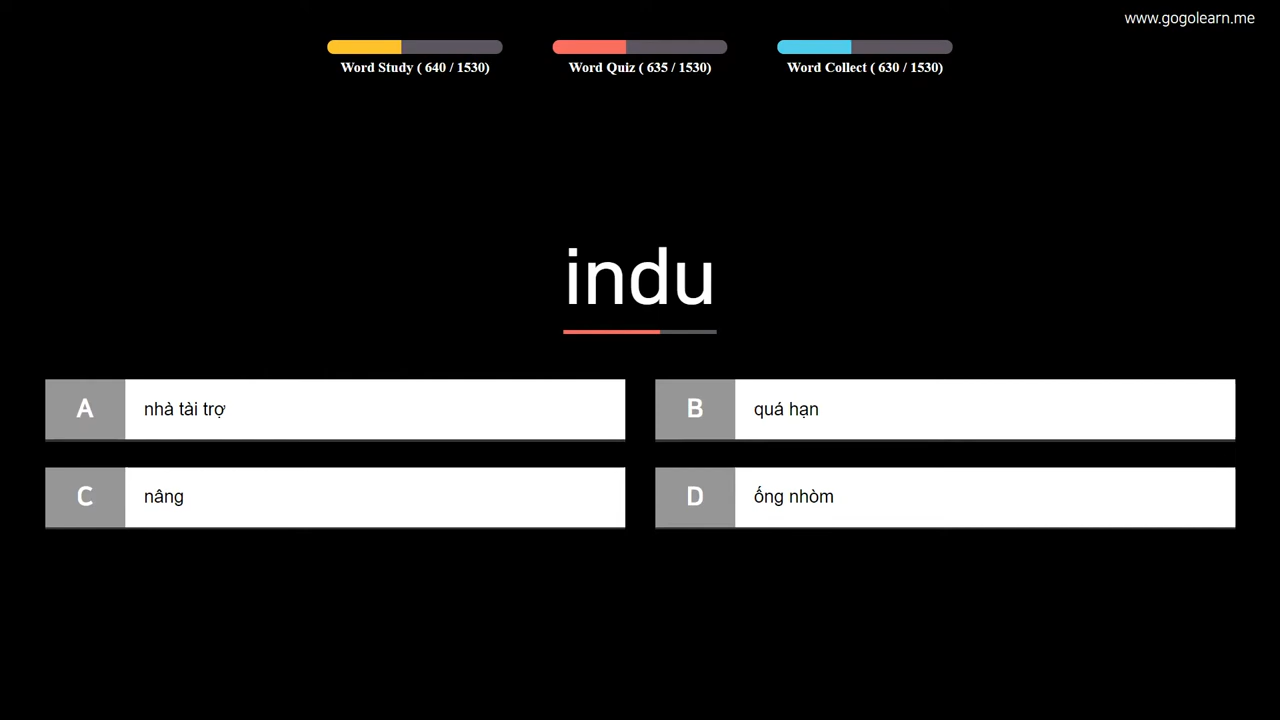 www.gogolearn.me
Word Study ( 640 / 1530)
Word Quiz ( 635 / 1530)
Word Collect ( 630 / 1530)
indu
A nhà tài trợ
B quá hạn
C nâng
D ống nhòm